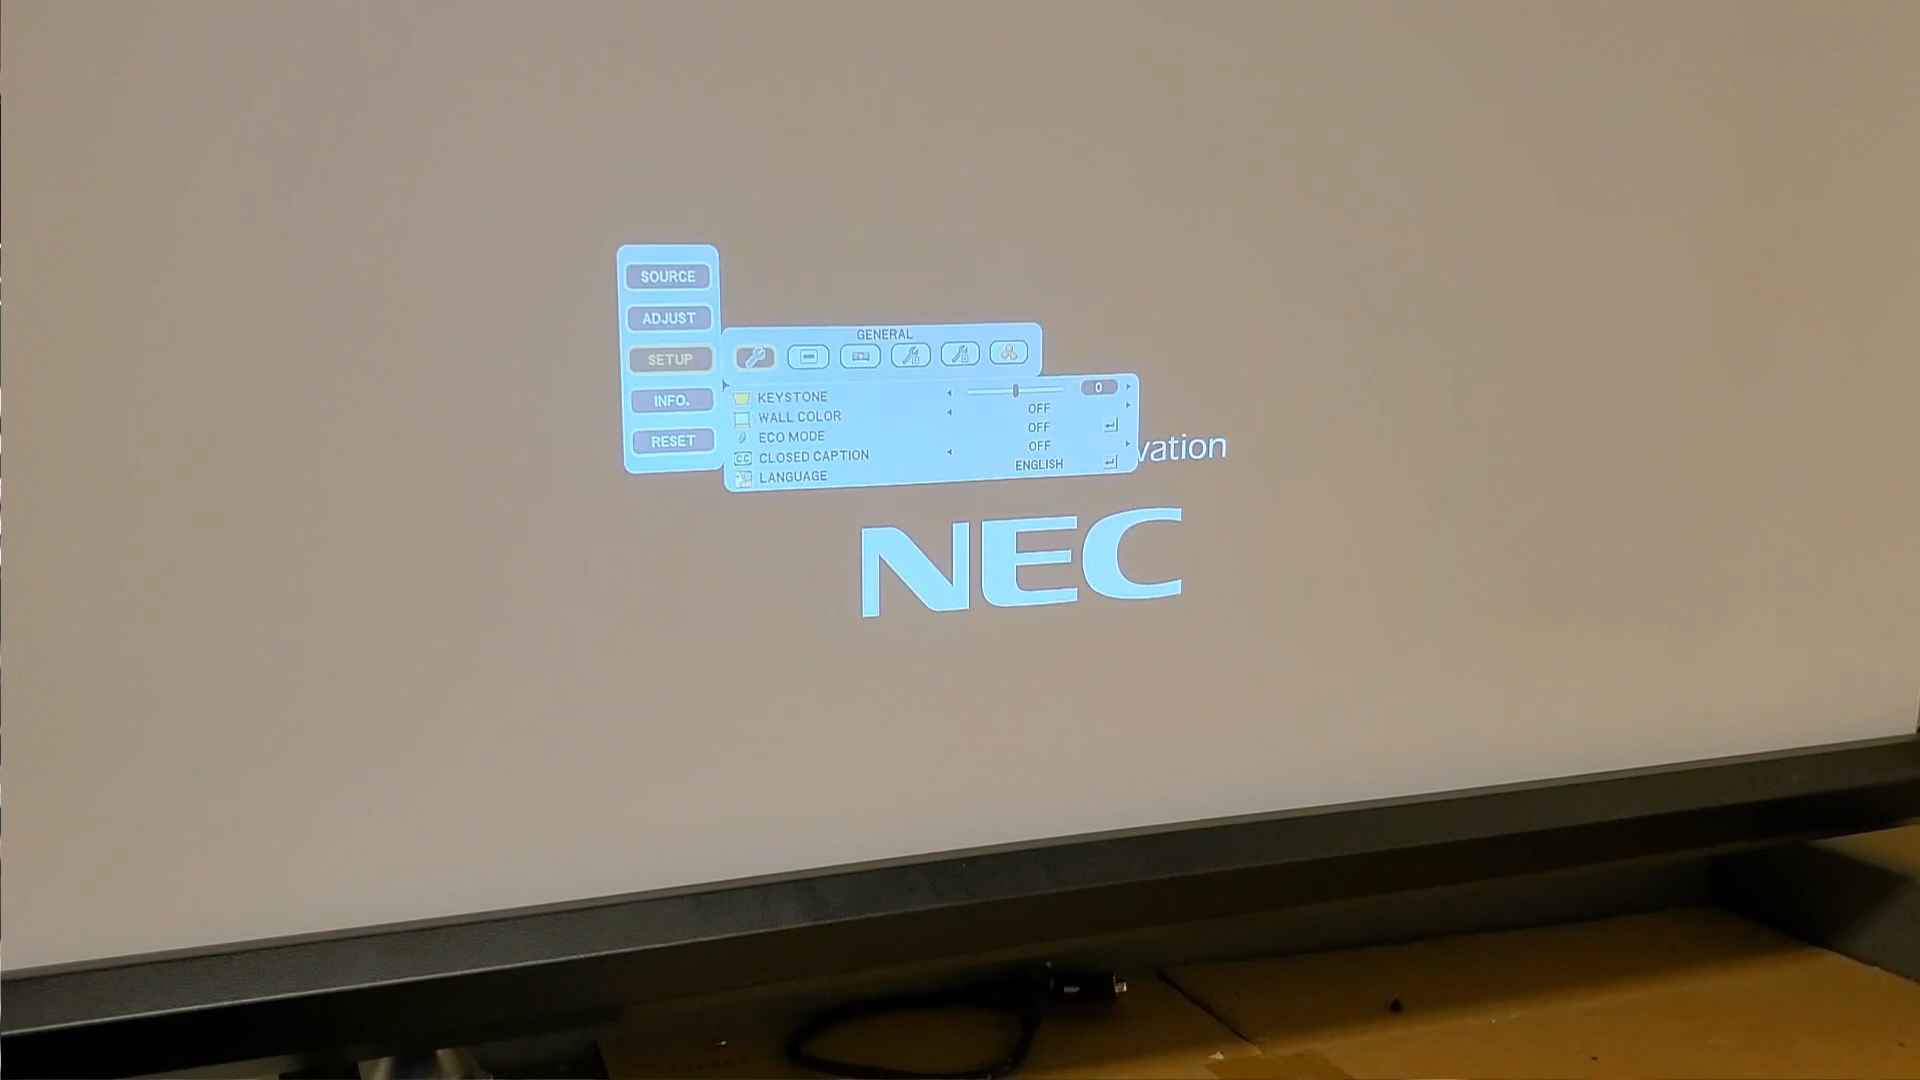 SOURCE
ADJUST
SETUP
INFO.
RESET
GENERAL
KEYSTONE 0
WALL COLOR OFF
ECO MODE OFF
CC CLOSED CAPTION OFF
LANGUAGE ENGLISH
vation
NEC